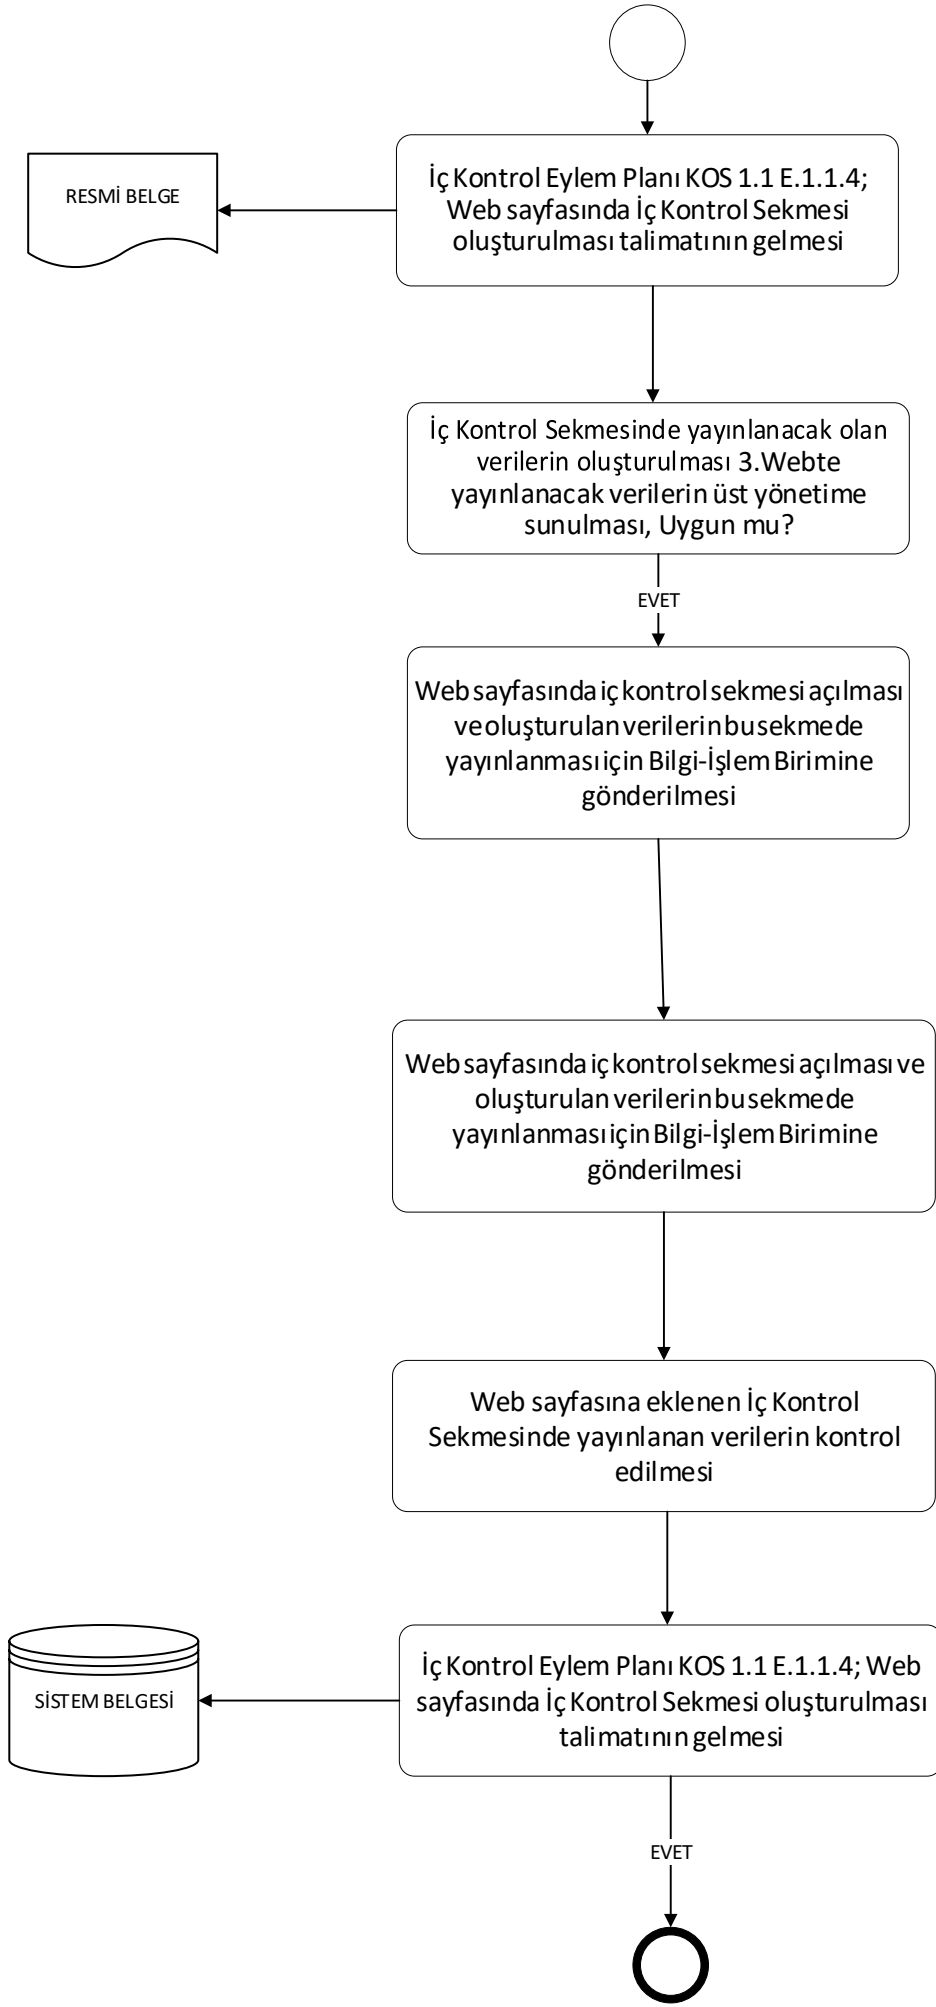 RESMİ BELGE
İç Kontrol Eylem Planı KOS 1.1 E.1.1.4;
Web sayfasında İç Kontrol Sekmesi
oluşturulması talimatının gelmesi
İç Kontrol Sekmesinde yayınlanacak olan
verilerin oluşturulması 3.Webte
yayınlanacak verilerin üst yönetime
sunulması, Uygun mu?
EVET
Web sayfasında iç kontrol sekmesi açılması
ve oluşturulan verilerin bu sekmede
yayınlanması için Bilgi-İşlem Birimine
gönderilmesi
Web sayfasında iç kontrol sekmesi açılması ve
oluşturulan verilerin bu sekmede
yayınlanması için Bilgi-İşlem Birimine
gönderilmesi
Web sayfasına eklenen İç Kontrol
Sekmesinde yayınlanan verilerin kontrol
edilmesi
SİSTEM BELGESİ
İç Kontrol Eylem Planı KOS 1.1 E.1.1.4; Web
sayfasında İç Kontrol Sekmesi oluşturulması
talimatının gelmesi
EVET